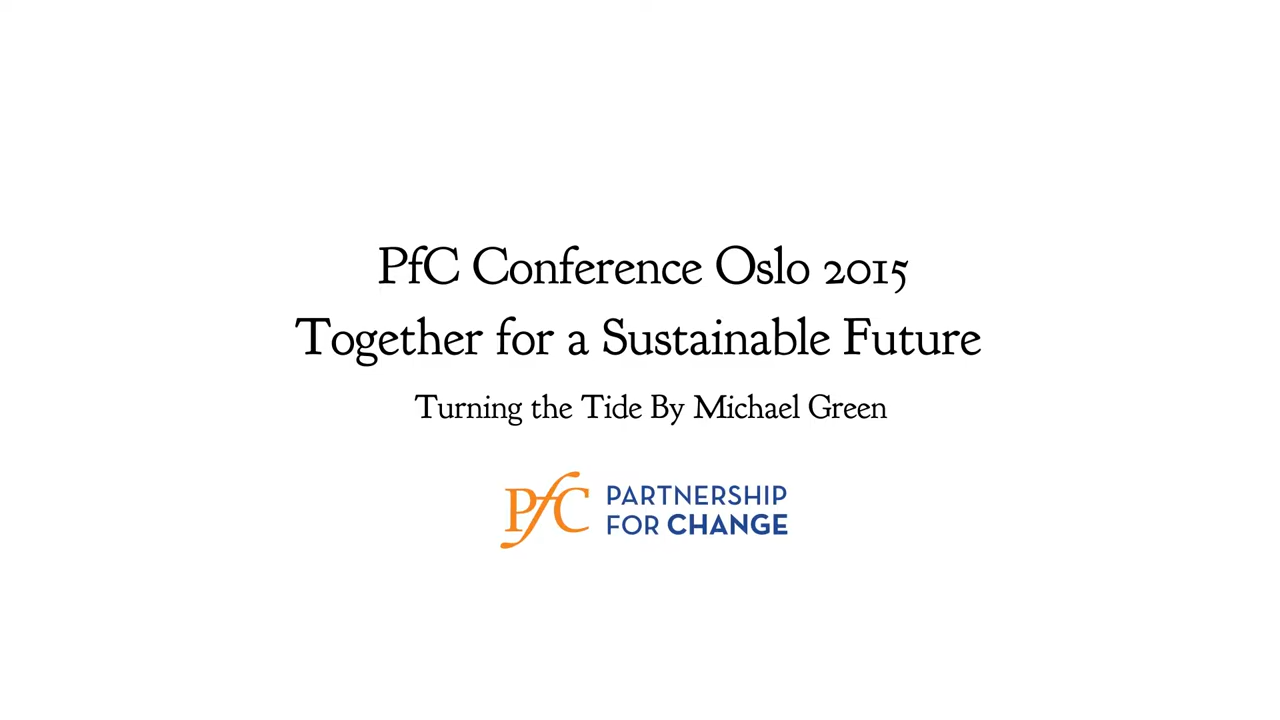 PfC Conference Oslo 2015
Together for a Sustainable Future
Turning the Tide By Michael Green
PfC PARTNERSHIP
FOR CHANGE